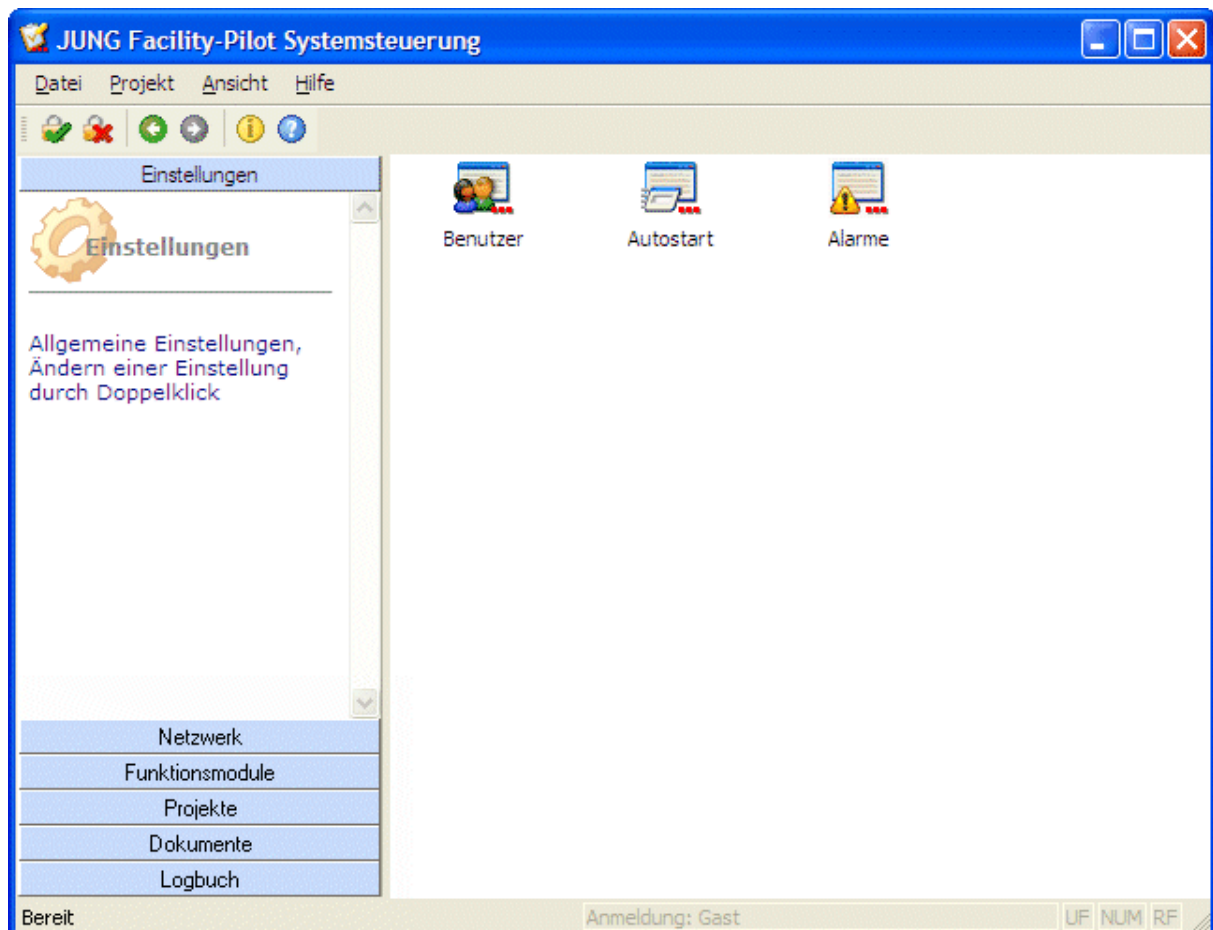 JUNG Facility-Pilot Systemsteuerung
Datei Projekt Ansicht Hilfe
Einstellungen
Einstellungen
Allgemeine Einstellungen,
Ändern einer Einstellung
durch Doppelklick
Benutzer Autostart Alarme
Netzwerk
Funktionsmodule
Projekte
Dokumente
Logbuch
Bereit Anmeldung: Gast UF NUM RF